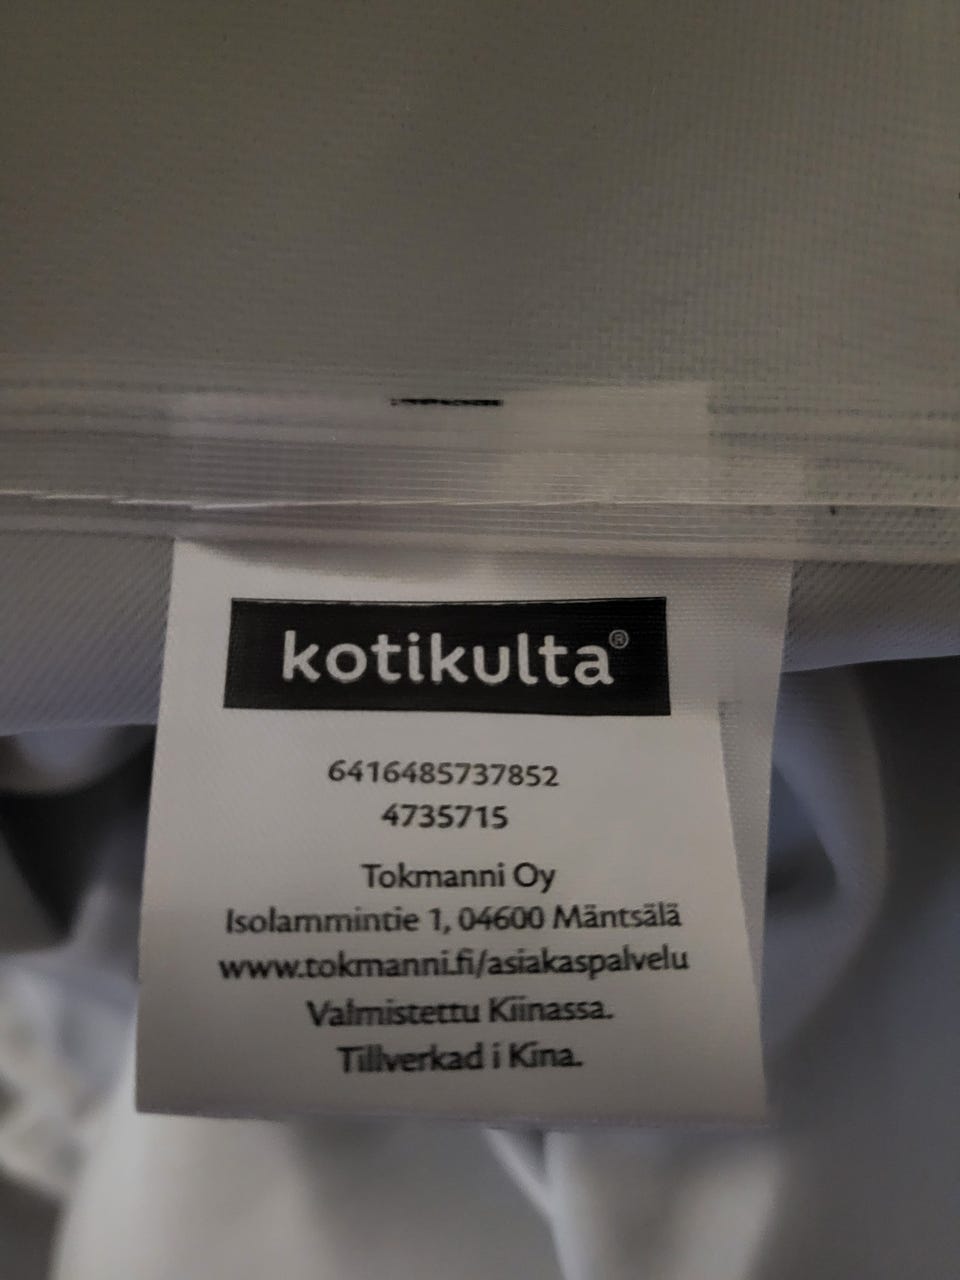 kotikulta®
6416485737852
4735715
Tokmanni Oy
Isolammintie 1, 04600 Mäntsälä
www.tokmanni.fi/asiakaspalvelu
Valmistettu Kiinassa.
Tillverkad i Kina.